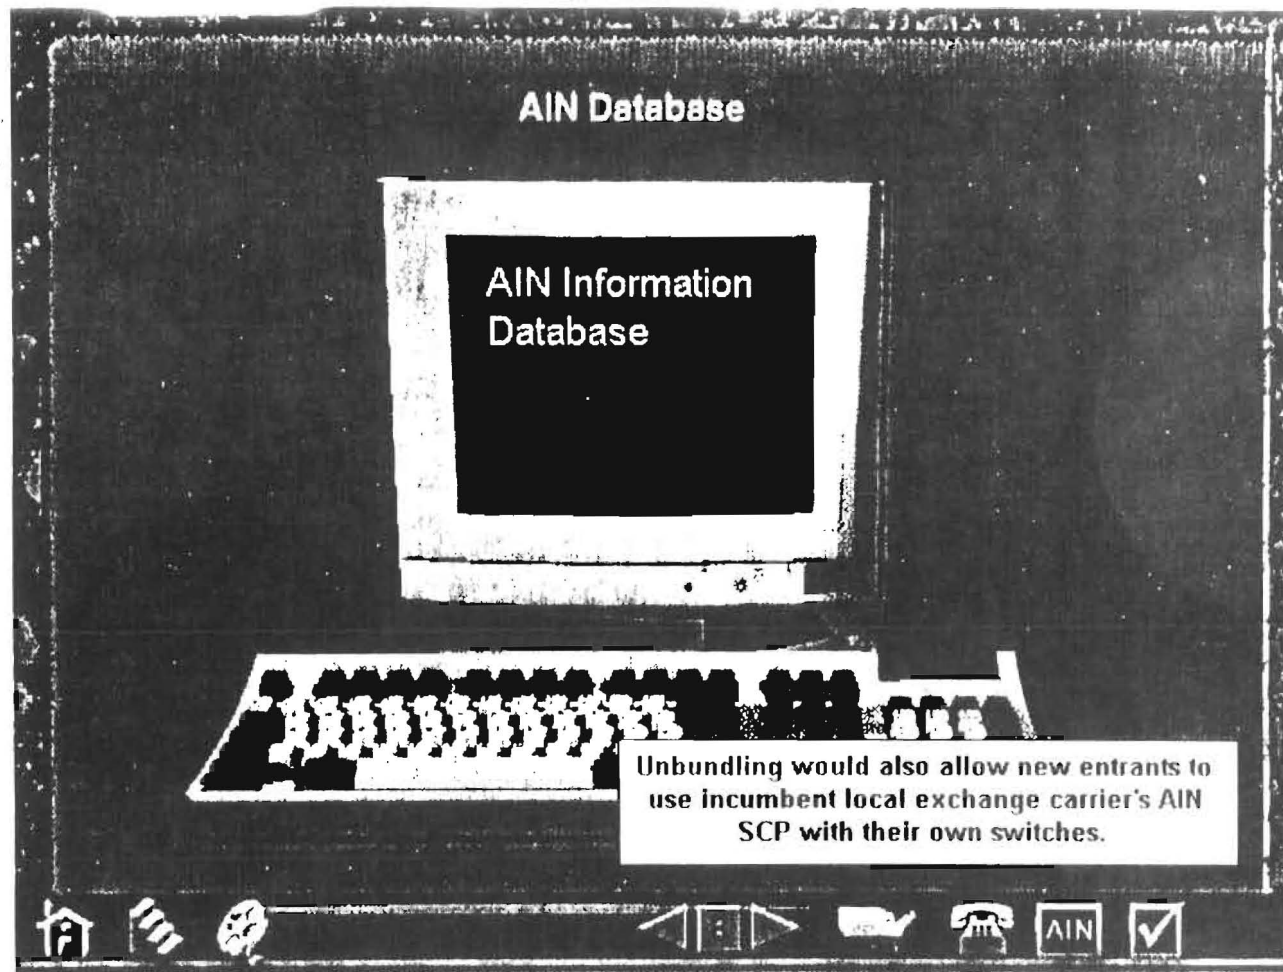 AIN Database
AIN Information
Database
Unbundling would also allow new entrants to
use incumbent local exchange carrier's AIN
SCP with their own switches.
AIN